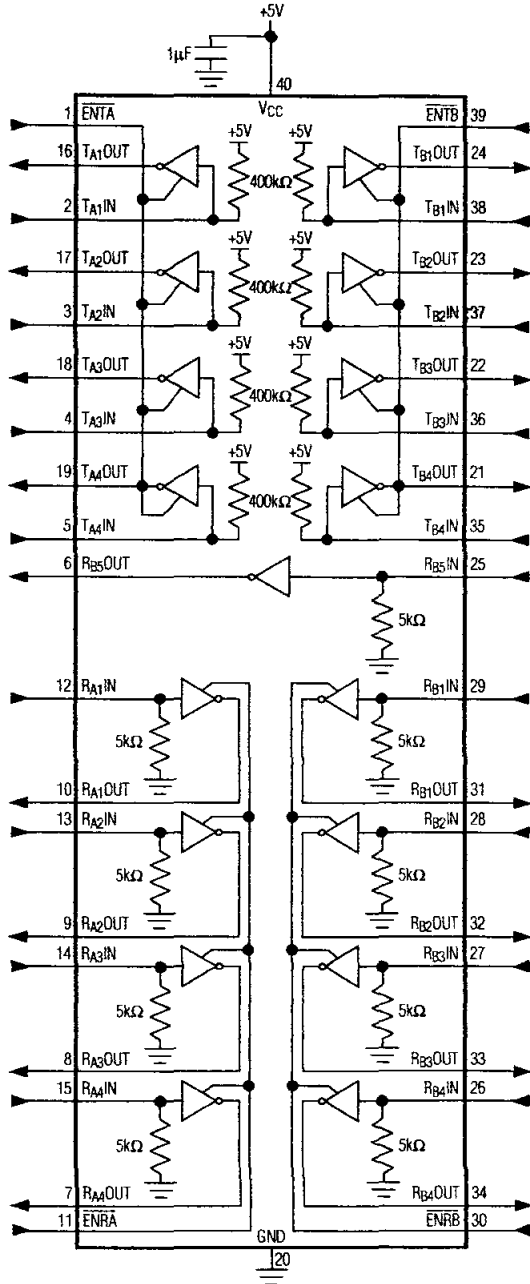 +5V
1µF
40
VCC
1 ENTA ENTB 39
16 TA1OUT +5V +5V TB1OUT 24
400kΩ
2 TA1IN TB1IN 38
17 TA2OUT +5V +5V TB2OUT 23
400kΩ
3 TA2IN TB2IN 37
18 TA3OUT +5V +5V TB3OUT 22
400kΩ
4 TA3IN TB3IN 36
19 TA4OUT +5V +5V TB4OUT 21
400kΩ
5 TA4IN TB4IN 35
6 RB5OUT RB5IN 25
5kΩ
12 RA1IN RB1IN 29
5kΩ 5kΩ
10 RA1OUT RB1OUT 31
13 RA2IN RB2IN 28
5kΩ 5kΩ
9 RA2OUT RB2OUT 32
14 RA3IN RB3IN 27
5kΩ 5kΩ
8 RA3OUT RB3OUT 33
15 RA4IN RB4IN 26
5kΩ 5kΩ
7 RA4OUT RB4OUT 34
11 ENRA ENRB 30
GND
20